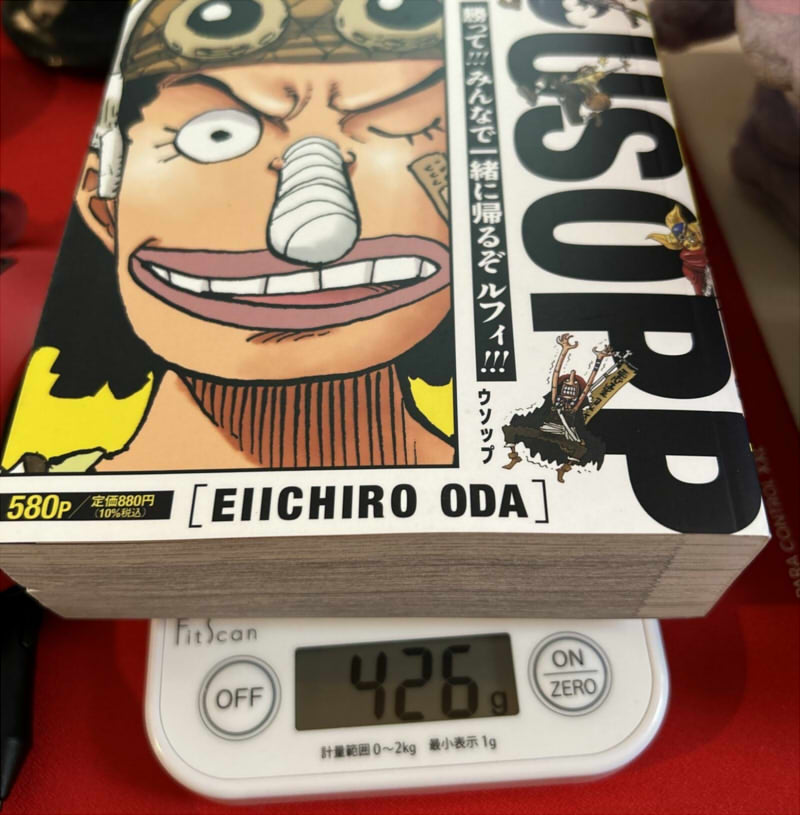 USOPP
勝って!!!みんなで一緒に帰るぞ ルフィ!!!
ウソップ
580P/定価880円
(10%税込)
[EIICHIRO ODA]
FitScan
OFF
426g
ON
ZERO
計量範囲 0～2kg 最小表示 1g